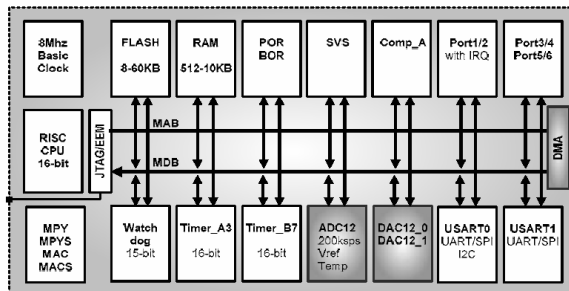 8Mhz
Basic
Clock
FLASH
8-60KB
RAM
512-10KB
POR
BOR
SVS
Comp_A
Port1/2
with IRQ
Port3/4
Port5/6
RISC
CPU
16-bit
JTAG/EEM
MAB
MDB
DMA
MPY
MPYS
MAC
MACS
Watch
dog
15-bit
Timer_A3
16-bit
Timer_B7
16-bit
ADC12
200ksps
Vref
Temp
DAC12_0
DAC12_1
USART0
UART/SPI
I2C
USART1
UART/SPI